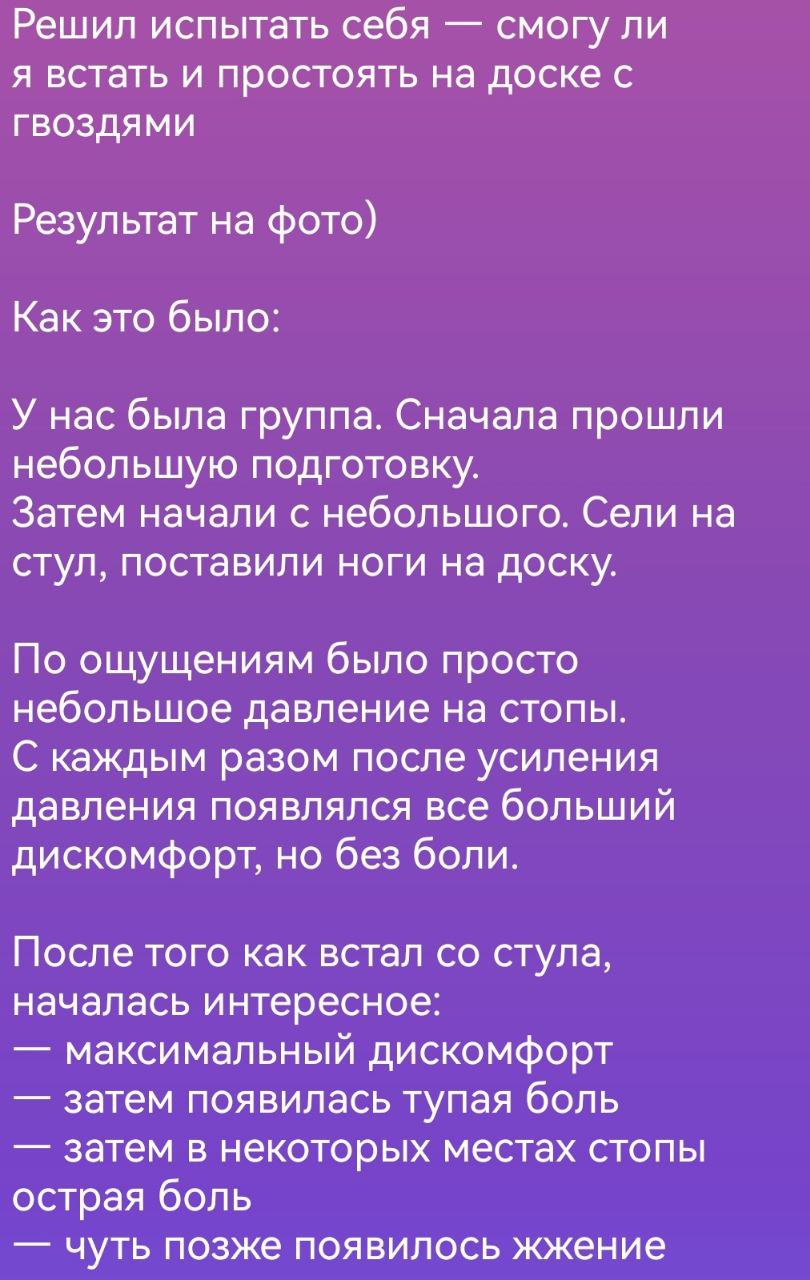 Решил испытать себя — смогу ли
я встать и простоять на доске с
гвоздями
Результат на фото)
Как это было:
У нас была группа. Сначала прошли
небольшую подготовку.
Затем начали с небольшого. Сели на
стул, поставили ноги на доску.
По ощущениям было просто
небольшое давление на стопы.
С каждым разом после усиления
давления появлялся все больший
дискомфорт, но без боли.
После того как встал со стула,
началась интересное:
— максимальный дискомфорт
— затем появилась тупая боль
— затем в некоторых местах стопы
острая боль
— чуть позже появилось жжение